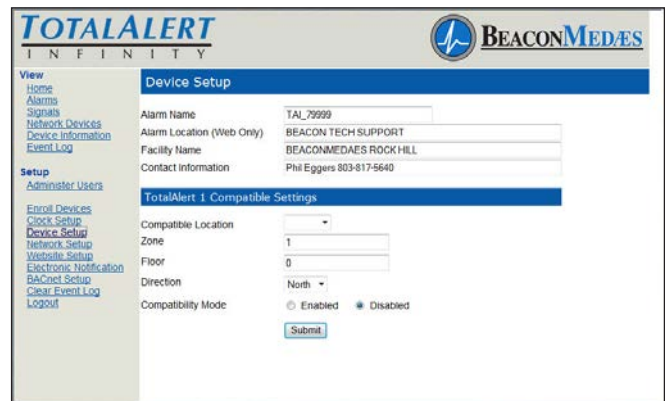 TOTALALERT
INFINITY
BEACONMEDÆS
View
Home
Alarms
Signals
Network Devices
Device Information
Event Log
Setup
Administer Users
Enroll Devices
Clock Setup
Device Setup
Network Setup
Website Setup
Electronic Notification
BACnet Setup
Clear Event Log
Logout
Device Setup
Alarm Name TAI_79999
Alarm Location (Web Only) BEACON TECH SUPPORT
Facility Name BEACONMEDAES ROCK HILL
Contact Information Phil Eggers 803-817-5640
TotalAlert 1 Compatible Settings
Compatible Location
Zone 1
Floor 0
Direction North
Compatibility Mode Enabled Disabled
Submit